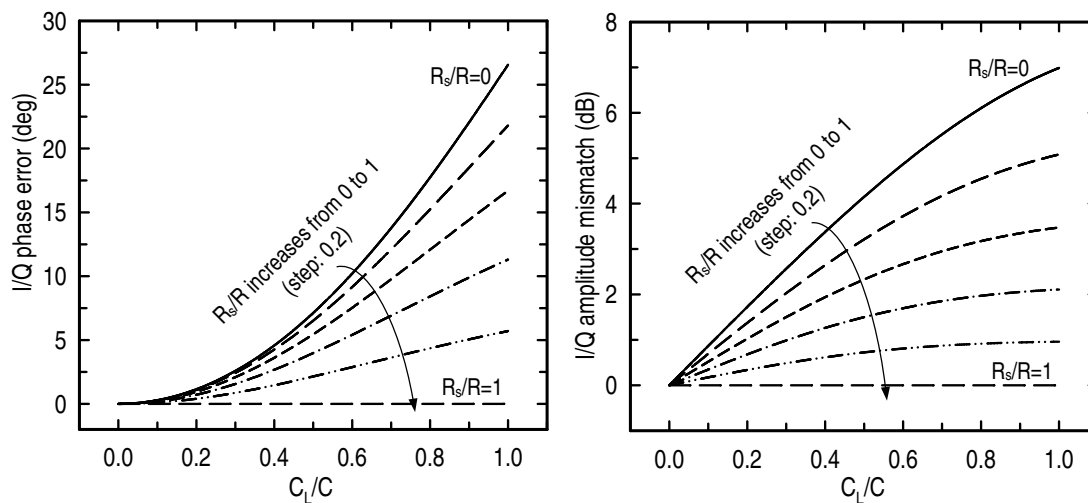 30
25
20
15
10
5
0
I/Q phase error (deg)
Rs/R=0
Rs/R increases from 0 to 1
(step: 0.2)
Rs/R=1
0.0 0.2 0.4 0.6 0.8 1.0
CL/C
8
6
4
2
0
I/Q amplitude mismatch (dB)
Rs/R=0
Rs/R increases from 0 to 1
(step: 0.2)
Rs/R=1
0.0 0.2 0.4 0.6 0.8 1.0
CL/C